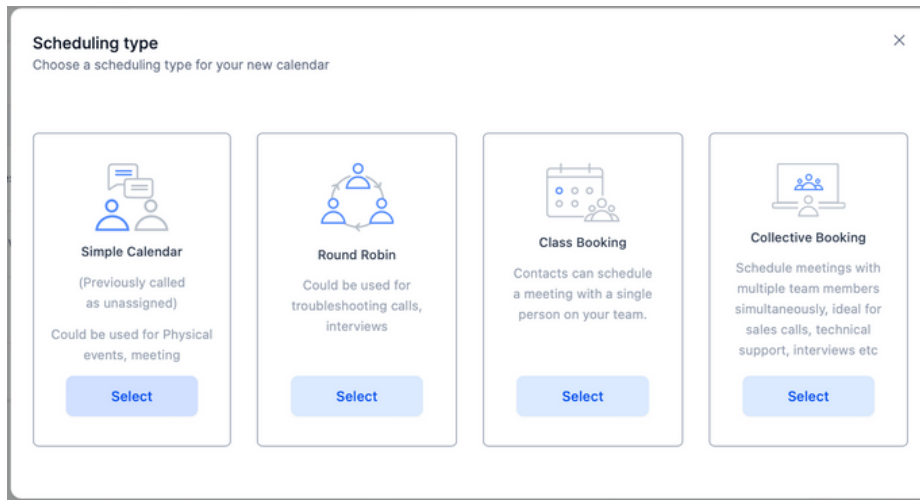 Scheduling type
Choose a scheduling type for your new calendar
Simple Calendar
(Previously called
as unassigned)
Could be used for Physical
events, meeting
Select
Round Robin
Could be used for
troubleshooting calls,
interviews
Select
Class Booking
Contacts can schedule
a meeting with a single
person on your team.
Select
Collective Booking
Schedule meetings with
multiple team members
simultaneously, ideal for
sales calls, technical
support, interviews etc
Select